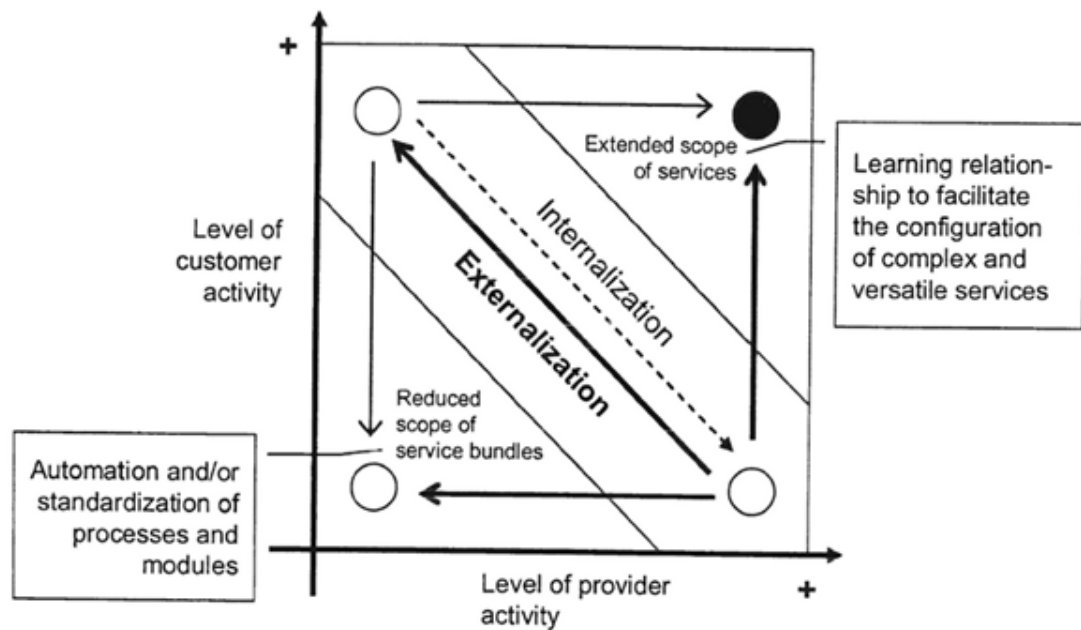 +
Extended scope
of services
Learning relation-
ship to facilitate
the configuration
of complex and
versatile services
Level of
customer
activity
Internalization
Externalization
Reduced
scope of
service bundles
Automation and/or
standardization of
processes and
modules
Level of provider
activity
+